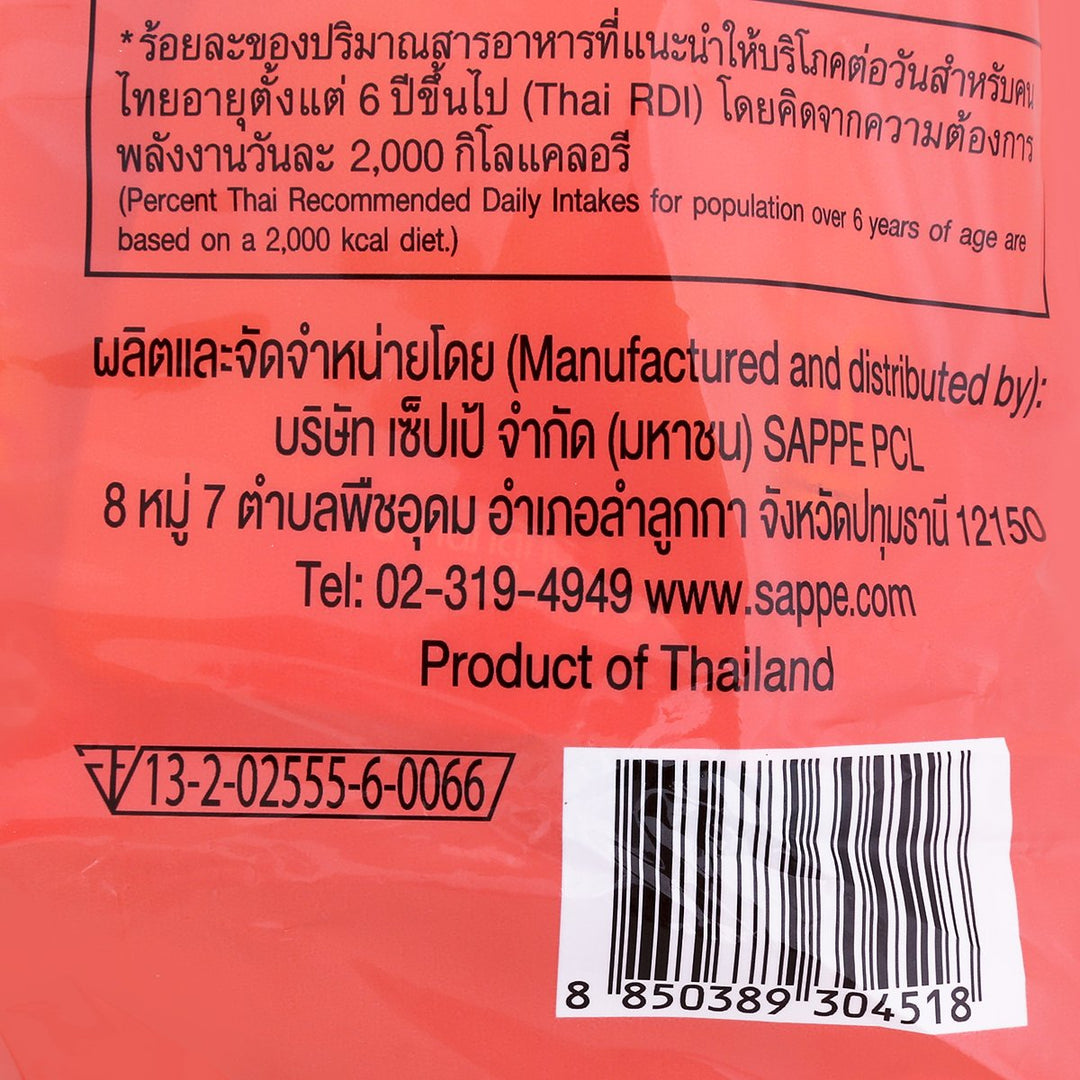 *ร้อยละของปริมาณสารอาหารที่แนะนำให้บริโภคต่อวันสำหรับคน
ไทยอายุตั้งแต่ 6 ปีขึ้นไป (Thai RDI) โดยคิดจากความต้องการ
พลังงานวันละ 2,000 กิโลแคลอรี
(Percent Thai Recommended Daily Intakes for population over 6 years of age are
based on a 2,000 kcal diet.)
ผลิตและจัดจำหน่ายโดย (Manufactured and distributed by):
บริษัท เซ็ปเป้ จำกัด (มหาชน) SAPPE PCL
8 หมู่ 7 ตำบลพืชอุดม อำเภอลำลูกกา จังหวัดปทุมธานี 12150
Tel: 02-319-4949 www.sappe.com
Product of Thailand
13-2-02555-6-0066
8 850389 304518